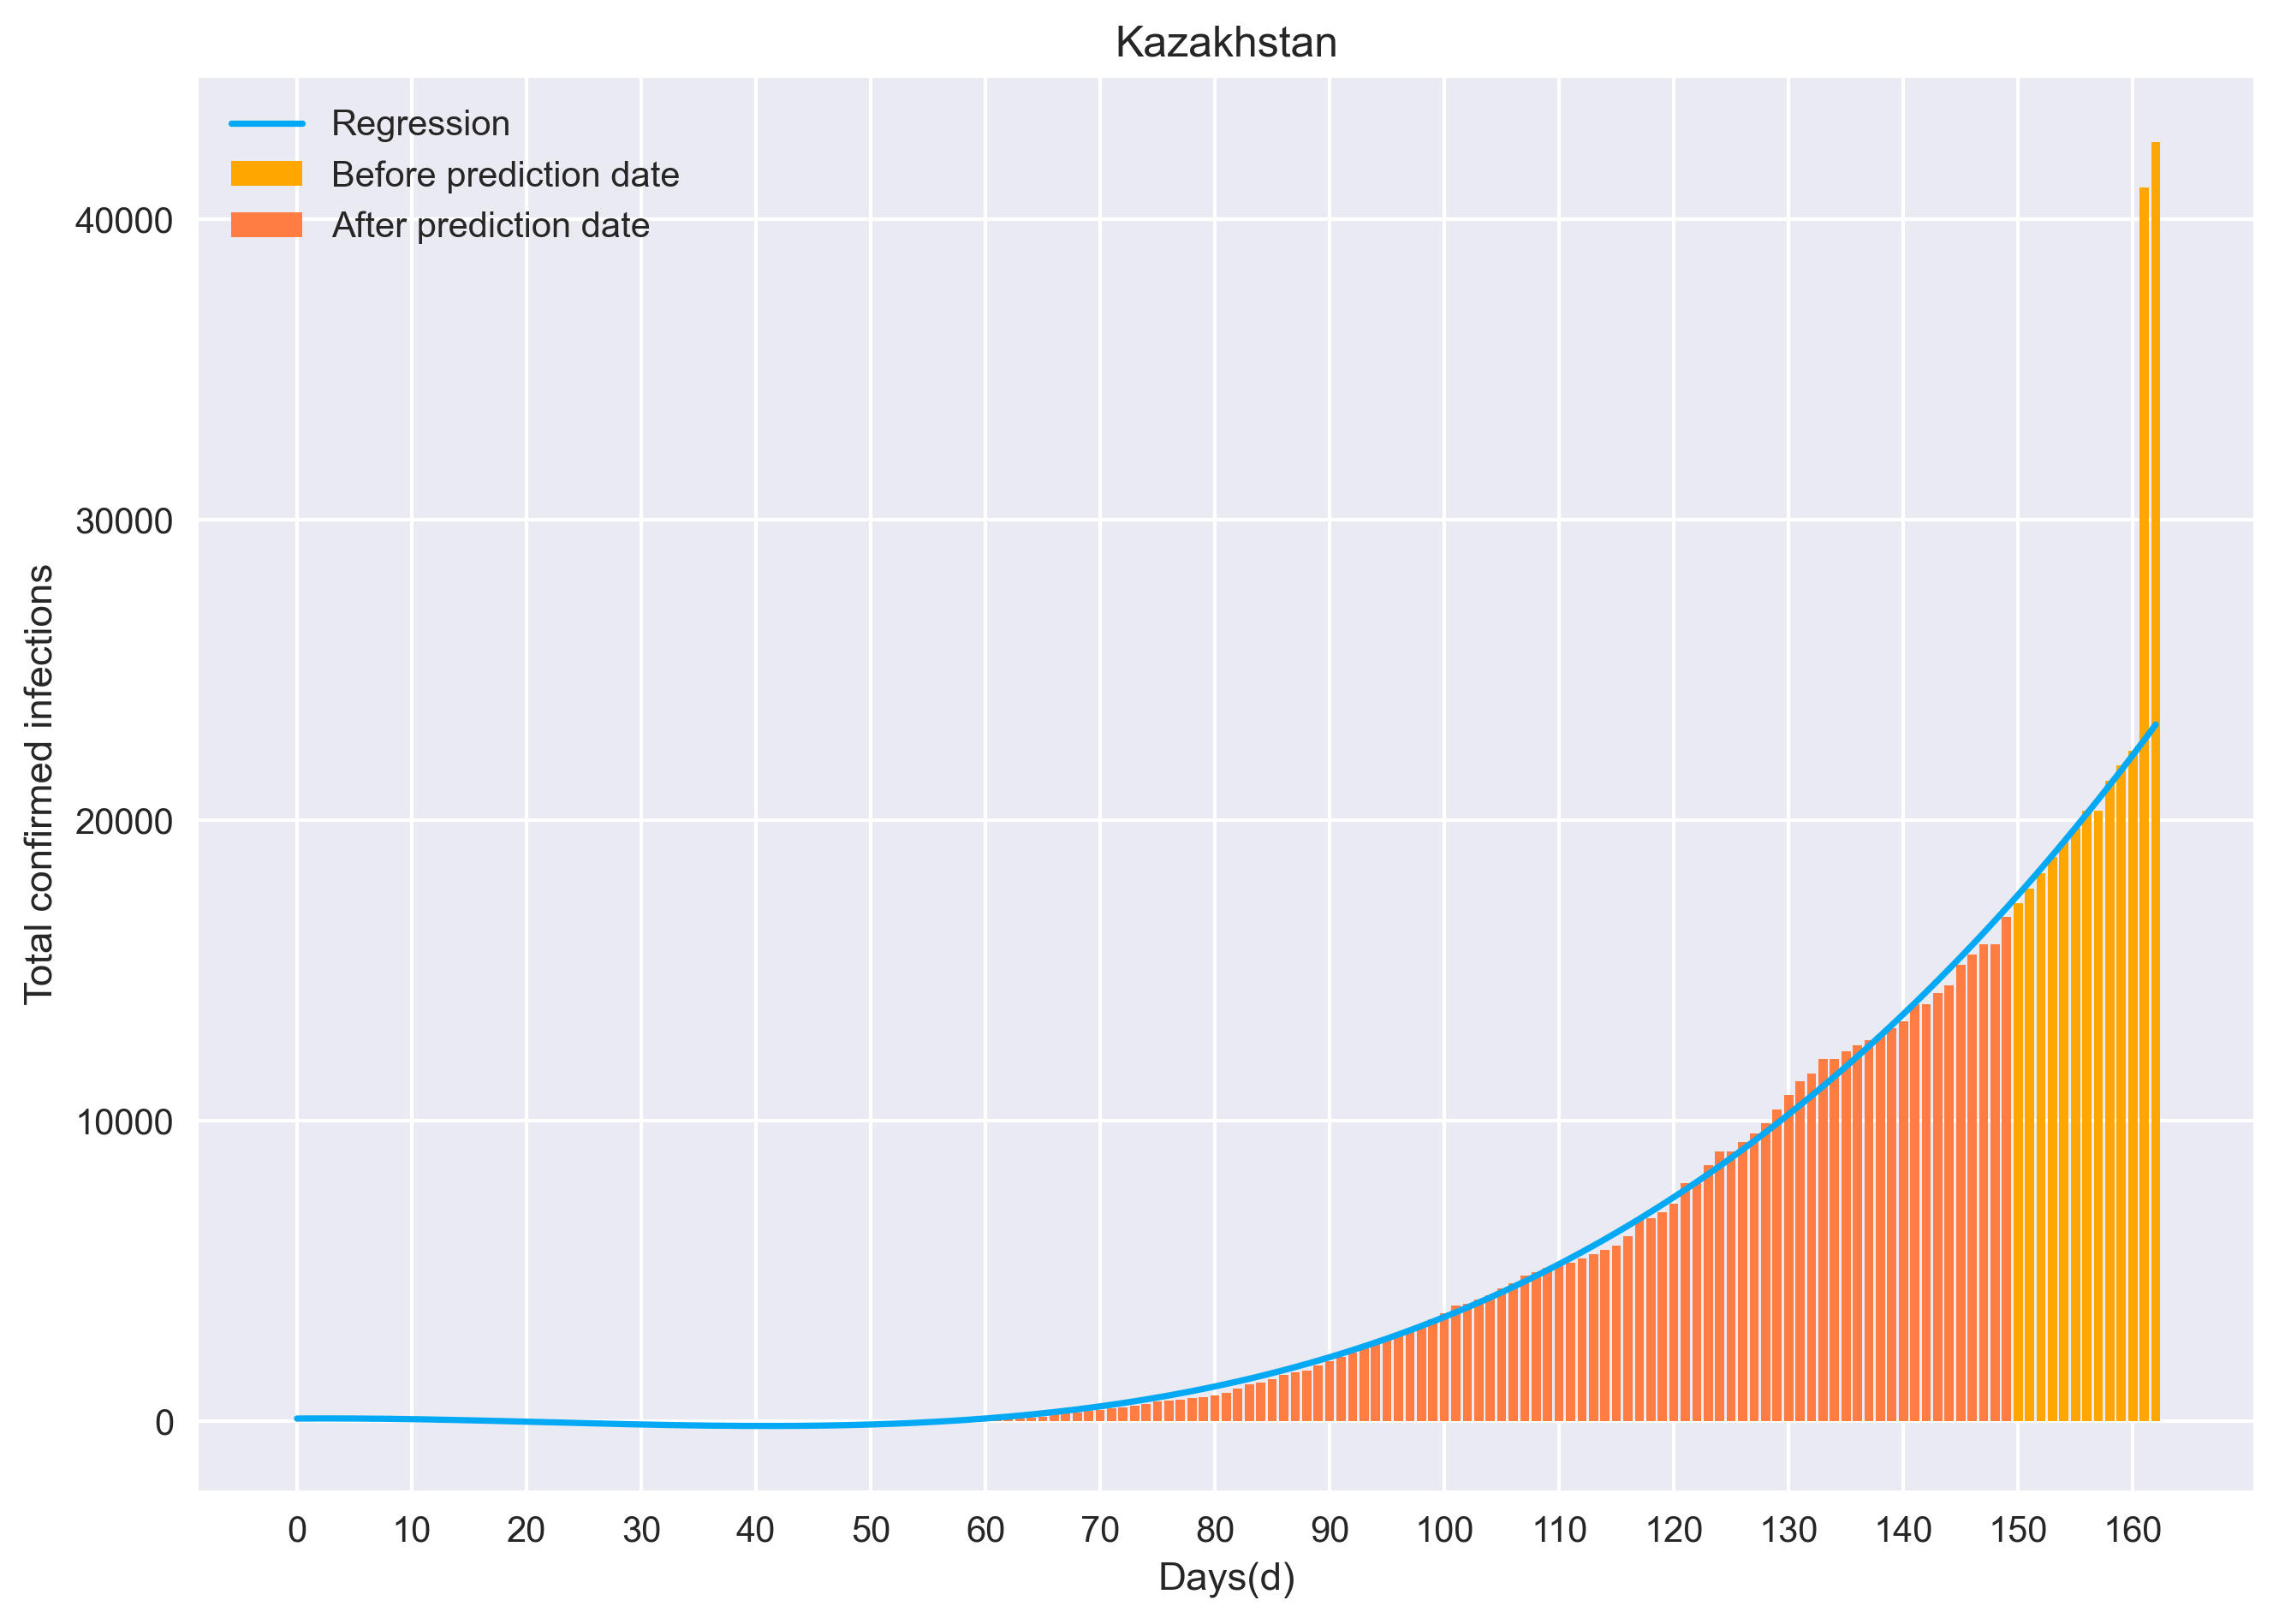 Kazakhstan
Regression
Before prediction date
After prediction date
Total confirmed infections
40000
30000
20000
10000
0
0 10 20 30 40 50 60 70 80 90 100 110 120 130 140 150 160
Days(d)